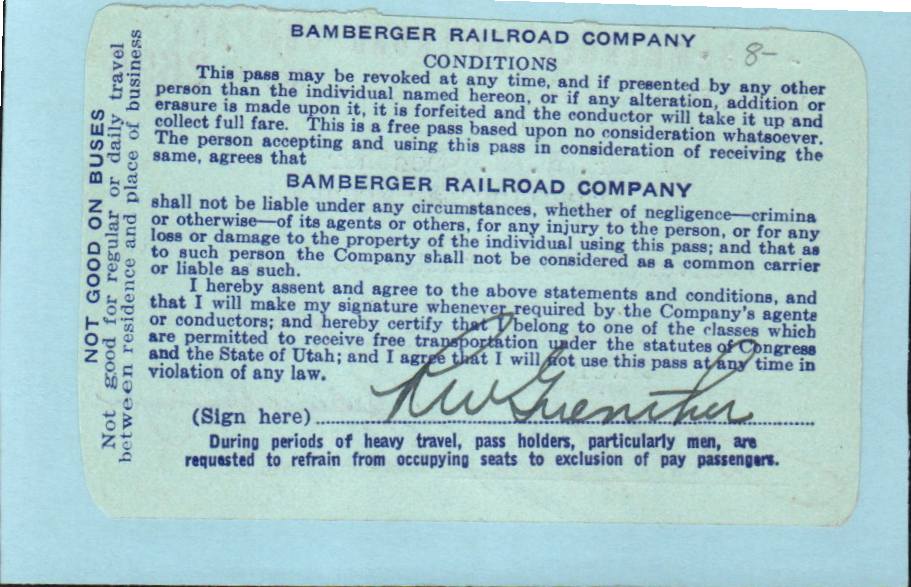 BAMBERGER RAILROAD COMPANY
8-
CONDITIONS
This pass may be revoked at any time, and if presented by any other
person than the individual named hereon, or if any alteration, addition or
erasure is made upon it, it is forfeited and the conductor will take it up and
collect full fare. This is a free pass based upon no consideration whatsoever.
The person accepting and using this pass in consideration of receiving the
same, agrees that
BAMBERGER RAILROAD COMPANY
shall not be liable under any circumstances, whether of negligence—crimina
or otherwise—of its agents or others, for any injury to the person, or for any
loss or damage to the property of the individual using this pass; and that as
to such person the Company shall not be considered as a common carrier
or liable as such.
I hereby assent and agree to the above statements and conditions, and
that I will make my signature whenever required by the Company's agents
or conductors; and hereby certify that I belong to one of the classes which
are permitted to receive free transportation under the statutes of Congress
and the State of Utah; and I agree that I will not use this pass at any time in
violation of any law.
(Sign here) RW Guenther
During periods of heavy travel, pass holders, particularly men, are
requested to refrain from occupying seats to exclusion of pay passengers.
NOT GOOD ON BUSES
Not good for regular or daily travel
between residence and place of business